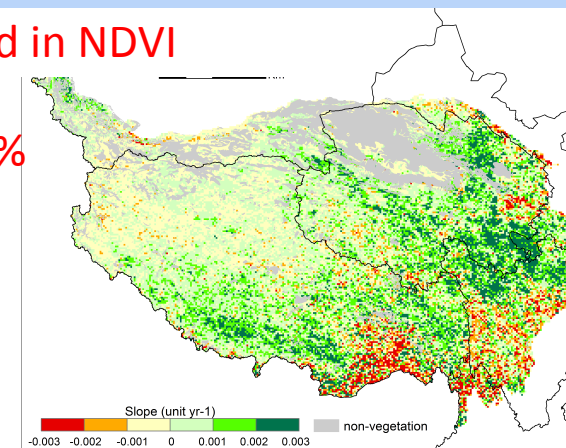 d in NDVI
%
Slope (unit yr-1)
-0.003 -0.002 -0.001 0 0.001 0.002 0.003
non-vegetation